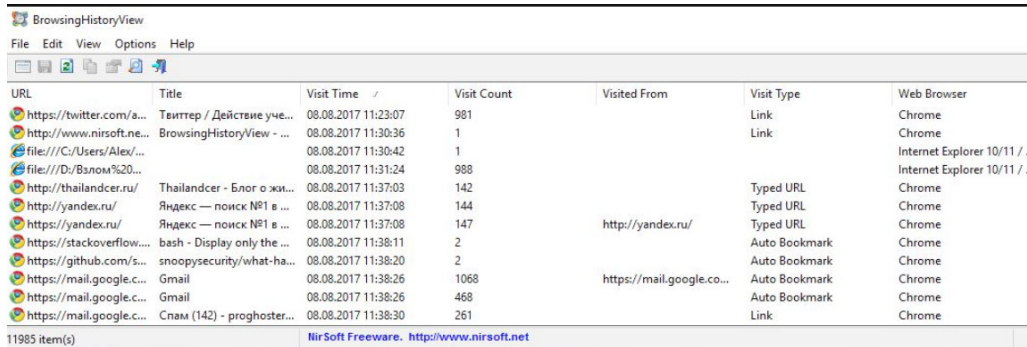 BrowsingHistoryView
File Edit View Options Help
URL Title Visit Time / Visit Count Visited From Visit Type Web Browser
https://twitter.com/a... Твиттер / Действие уче... 08.08.2017 11:23:07 981 Link Chrome
http://www.nirsoft.ne... BrowsingHistoryView - ... 08.08.2017 11:30:36 1 Link Chrome
file:///C:/Users/Alex/... 08.08.2017 11:30:42 1 Internet Explorer 10/11 / .
file:///D:/Взлом%20... 08.08.2017 11:31:24 988 Internet Explorer 10/11 / .
http://thailandcer.ru/ Thailandcer - Блог о жи... 08.08.2017 11:37:03 142 Typed URL Chrome
http://yandex.ru/ Яндекс — поиск №1 в ... 08.08.2017 11:37:08 144 Typed URL Chrome
https://yandex.ru/ Яндекс — поиск №1 в ... 08.08.2017 11:37:08 147 http://yandex.ru/ Typed URL Chrome
https://stackoverflow.... bash - Display only the ... 08.08.2017 11:38:11 2 Auto Bookmark Chrome
https://github.com/s... snoopysecurity/what-ha... 08.08.2017 11:38:20 2 Auto Bookmark Chrome
https://mail.google.c... Gmail 08.08.2017 11:38:26 1068 https://mail.google.co... Auto Bookmark Chrome
https://mail.google.c... Gmail 08.08.2017 11:38:26 468 Auto Bookmark Chrome
https://mail.google.c... Спам (142) - proghoster... 08.08.2017 11:38:30 261 Link Chrome
11985 item(s) NirSoft Freeware. http://www.nirsoft.net